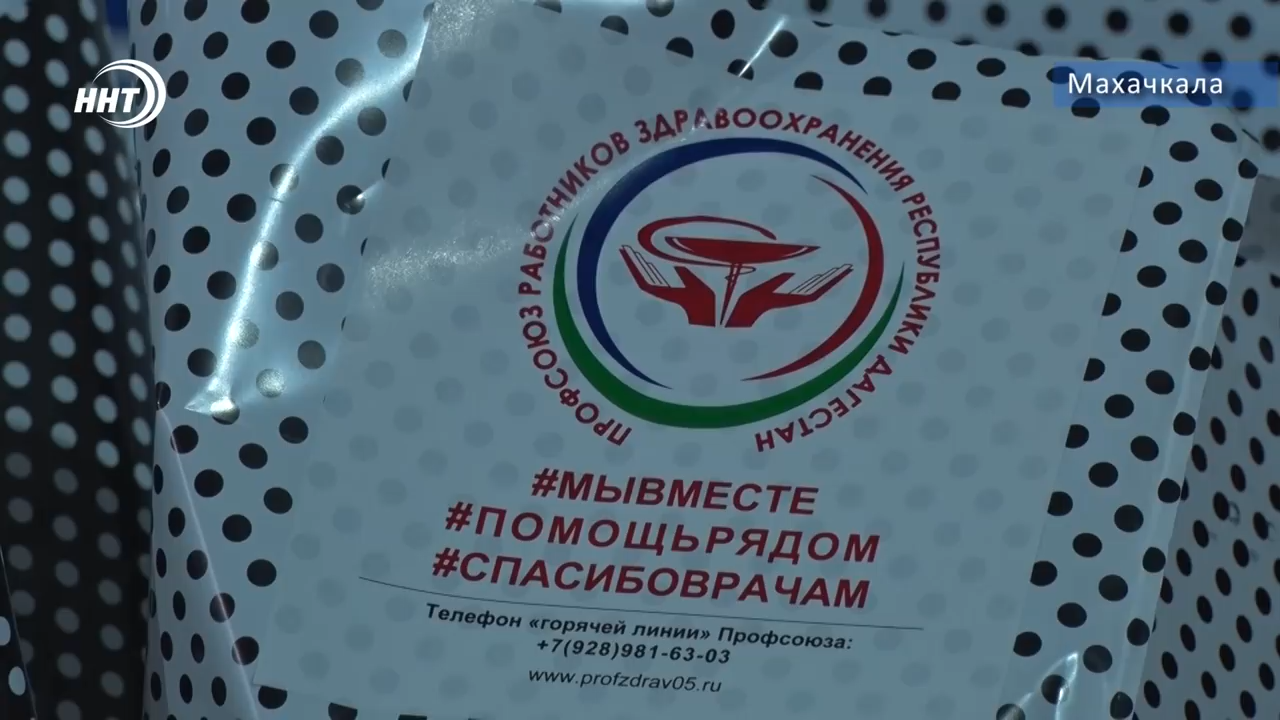 ННТ
Махачкала
ПРОФСОЮЗ РАБОТНИКОВ ЗДРАВООХРАНЕНИЯ РЕСПУБЛИКИ ДАГЕСТАН
#МЫВМЕСТЕ
#ПОМОЩЬРЯДОМ
#СПАСИБОВРАЧАМ
Телефон «горячей линии» Профсоюза:
+7(928)981-63-03
www.profzdrav05.ru